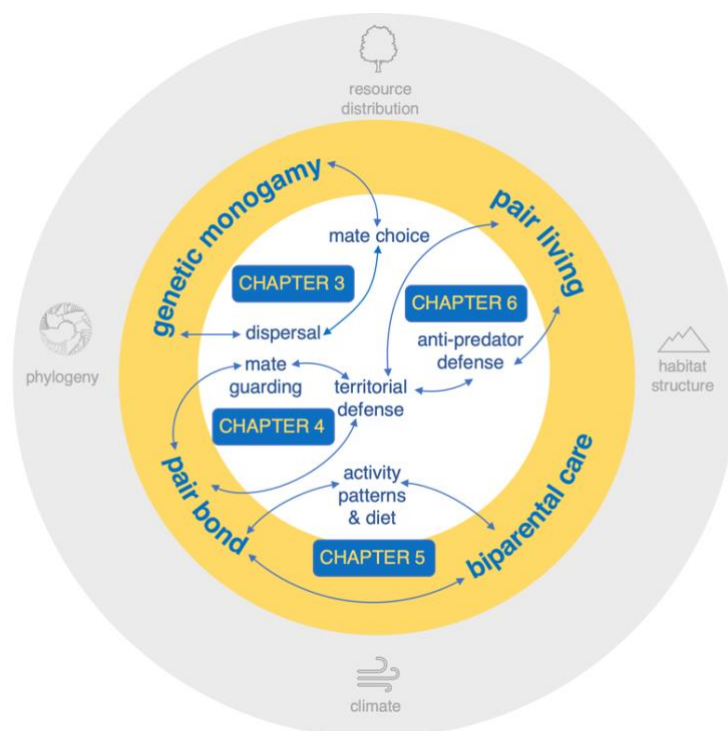 resource
distribution
genetic monogamy
pair living
mate choice
CHAPTER 3
CHAPTER 6
dispersal
anti-predator
defense
phylogeny
habitat
structure
mate
guarding
territorial
defense
CHAPTER 4
pair bond
activity
patterns
& diet
biparental care
CHAPTER 5
climate